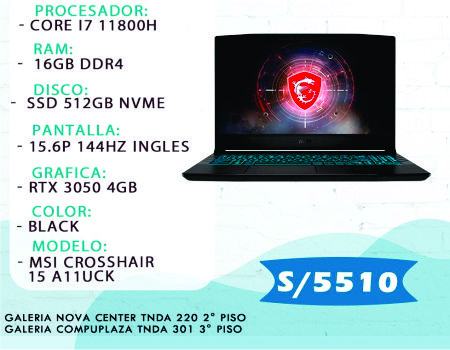 PROCESADOR:
- CORE I7 11800H
RAM:
- 16GB DDR4
DISCO:
- SSD 512GB NVME
PANTALLA:
- 15.6P 144HZ INGLES
GRAFICA:
- RTX 3050 4GB
COLOR:
- BLACK
MODELO:
- MSI CROSSHAIR
15 A11UCK
S/5510
GALERIA NOVA CENTER TNDA 220 2° PISO
GALERIA COMPUPLAZA TNDA 301 3° PISO